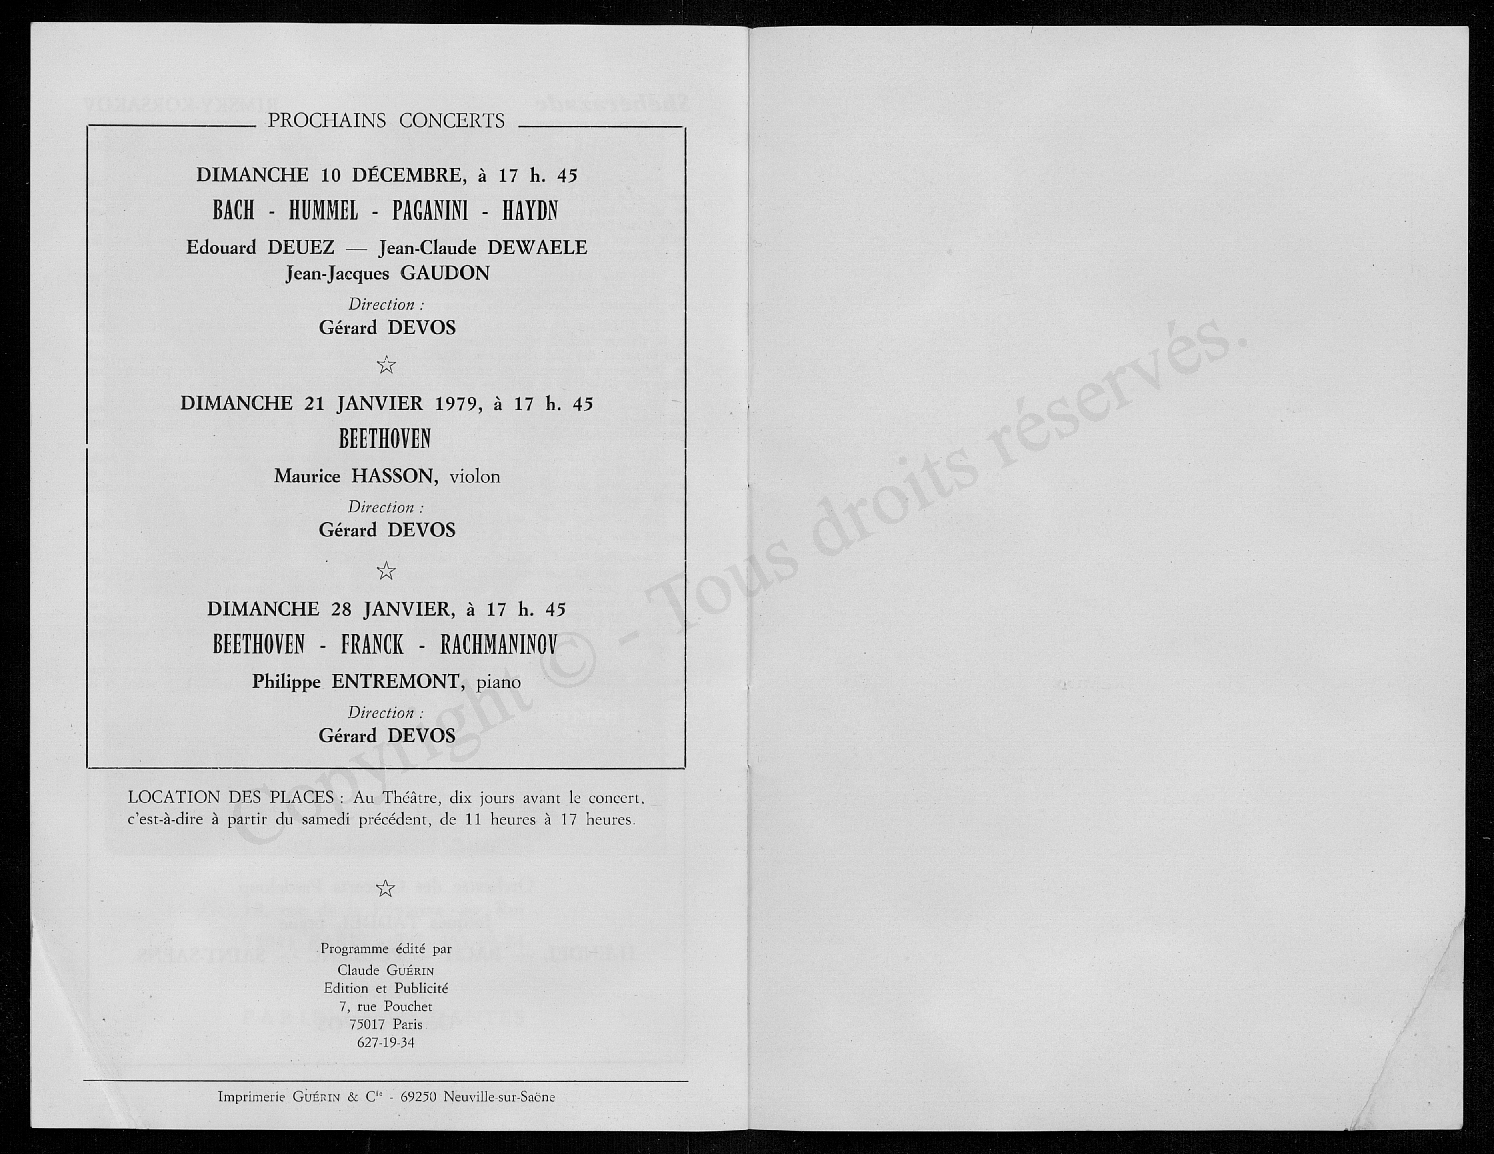 PROCHAINS CONCERTS
DIMANCHE 10 DÉCEMBRE, à 17 h. 45
BACH - HUMMEL - PAGANINI - HAYDN
Edouard DEUEZ — Jean-Claude DEWAELE
Jean-Jacques GAUDON
Direction :
Gérard DEVOS
☆
DIMANCHE 21 JANVIER 1979, à 17 h. 45
BEETHOVEN
Maurice HASSON, violon
Direction :
Gérard DEVOS
☆
DIMANCHE 28 JANVIER, à 17 h. 45
BEETHOVEN - FRANCK - RACHMANINOV
Philippe ENTREMONT, piano
Direction :
Gérard DEVOS
LOCATION DES PLACES : Au Théâtre, dix jours avant le concert,
c'est-à-dire à partir du samedi précédent, de 11 heures à 17 heures.
☆
Programme édité par
Claude GUÉRIN
Edition et Publicité
7, rue Pouchet
75017 Paris
627-19-34
Imprimerie GUÉRIN & Cie - 69250 Neuville-sur-Saône
Copyright © - Tous droits réservés.